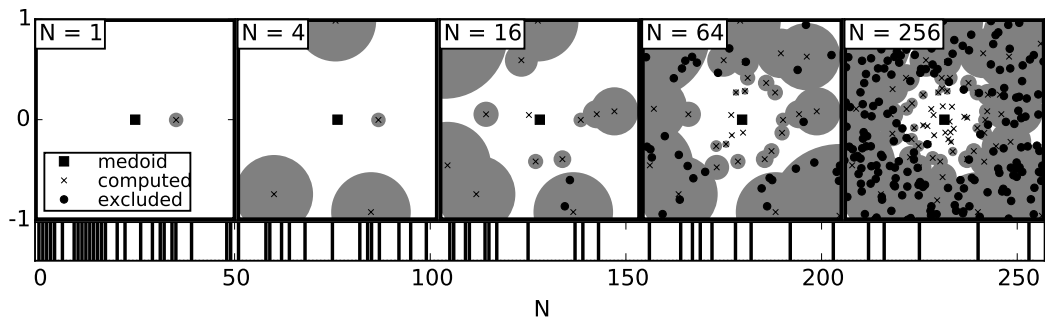 1
N = 1
N = 4
N = 16
N = 64
N = 256
0
medoid
computed
excluded
-1
0
50
100
150
200
250
N